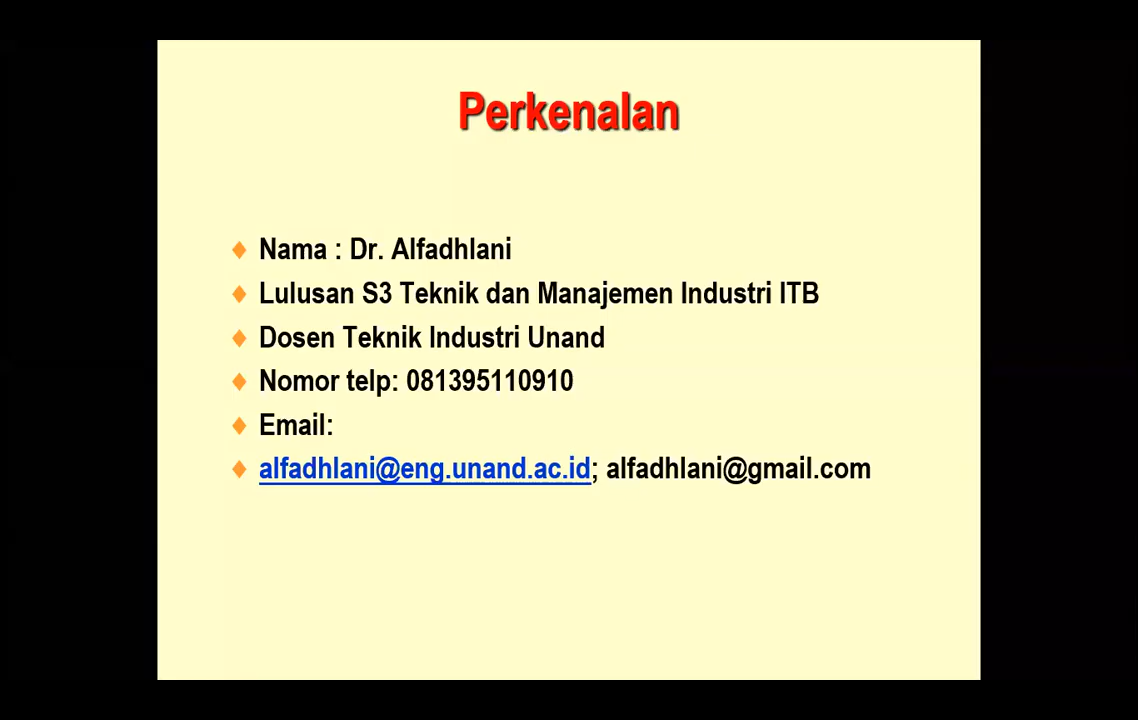 Perkenalan
Nama : Dr. Alfadhlani
Lulusan S3 Teknik dan Manajemen Industri ITB
Dosen Teknik Industri Unand
Nomor telp: 081395110910
Email:
alfadhlani@eng.unand.ac.id; alfadhlani@gmail.com